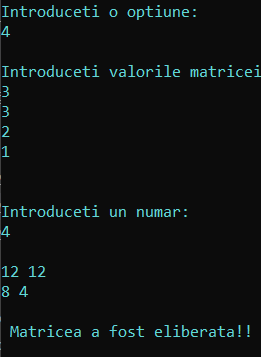 Introduceti o optiune:
4
Introduceti valorile matricei
3
3
2
1
Introduceti un numar:
4
12 12
8 4
Matricea a fost eliberata!!